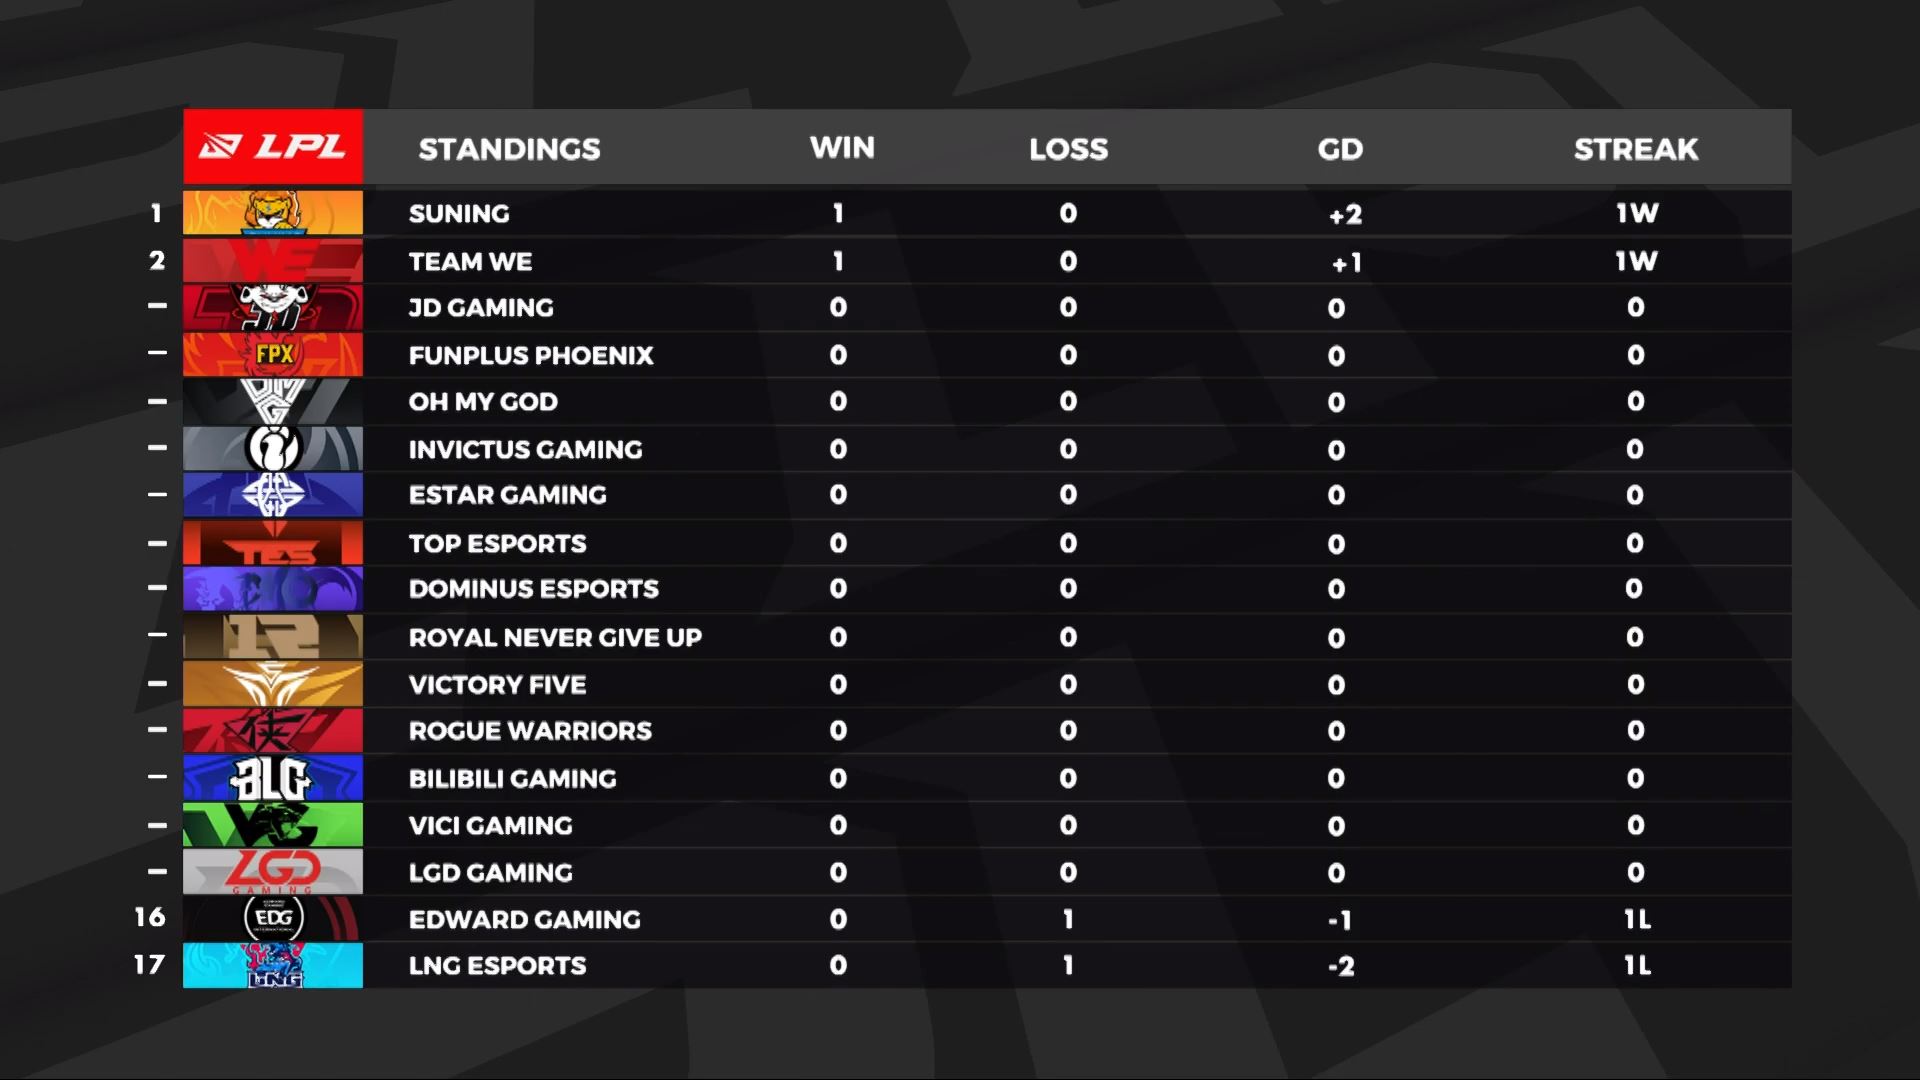 LPL STANDINGS WIN LOSS GD STREAK
1 SUNING 1 0 +2 1W
2 WE TEAM WE 1 0 +1 1W
– JD JD GAMING 0 0 0 0
– FPX FUNPLUS PHOENIX 0 0 0 0
– OMG OH MY GOD 0 0 0 0
– INVICTUS GAMING 0 0 0 0
– ESTAR GAMING 0 0 0 0
– TES TOP ESPORTS 0 0 0 0
– DOMINUS ESPORTS 0 0 0 0
– R ROYAL NEVER GIVE UP 0 0 0 0
– VICTORY FIVE 0 0 0 0
– 侠 ROGUE WARRIORS 0 0 0 0
– BLG BILIBILI GAMING 0 0 0 0
– VG VICI GAMING 0 0 0 0
– LGD GAMING LGD GAMING 0 0 0 0
16 EDG EDWARD GAMING 0 1 -1 1L
17 LNG LNG ESPORTS 0 1 -2 1L